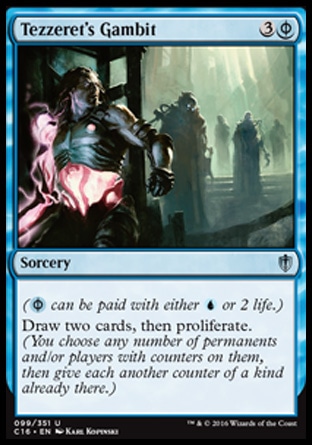 Tezzeret's Gambit 3
Sorcery
( can be paid with either or 2 life.)
Draw two cards, then proliferate.
(You choose any number of permanents
and/or players with counters on them,
then give each another counter of a kind
already there.)
099/351 U
C16 • EN Karl Kopinski
™ & © 2016 Wizards of the Coast